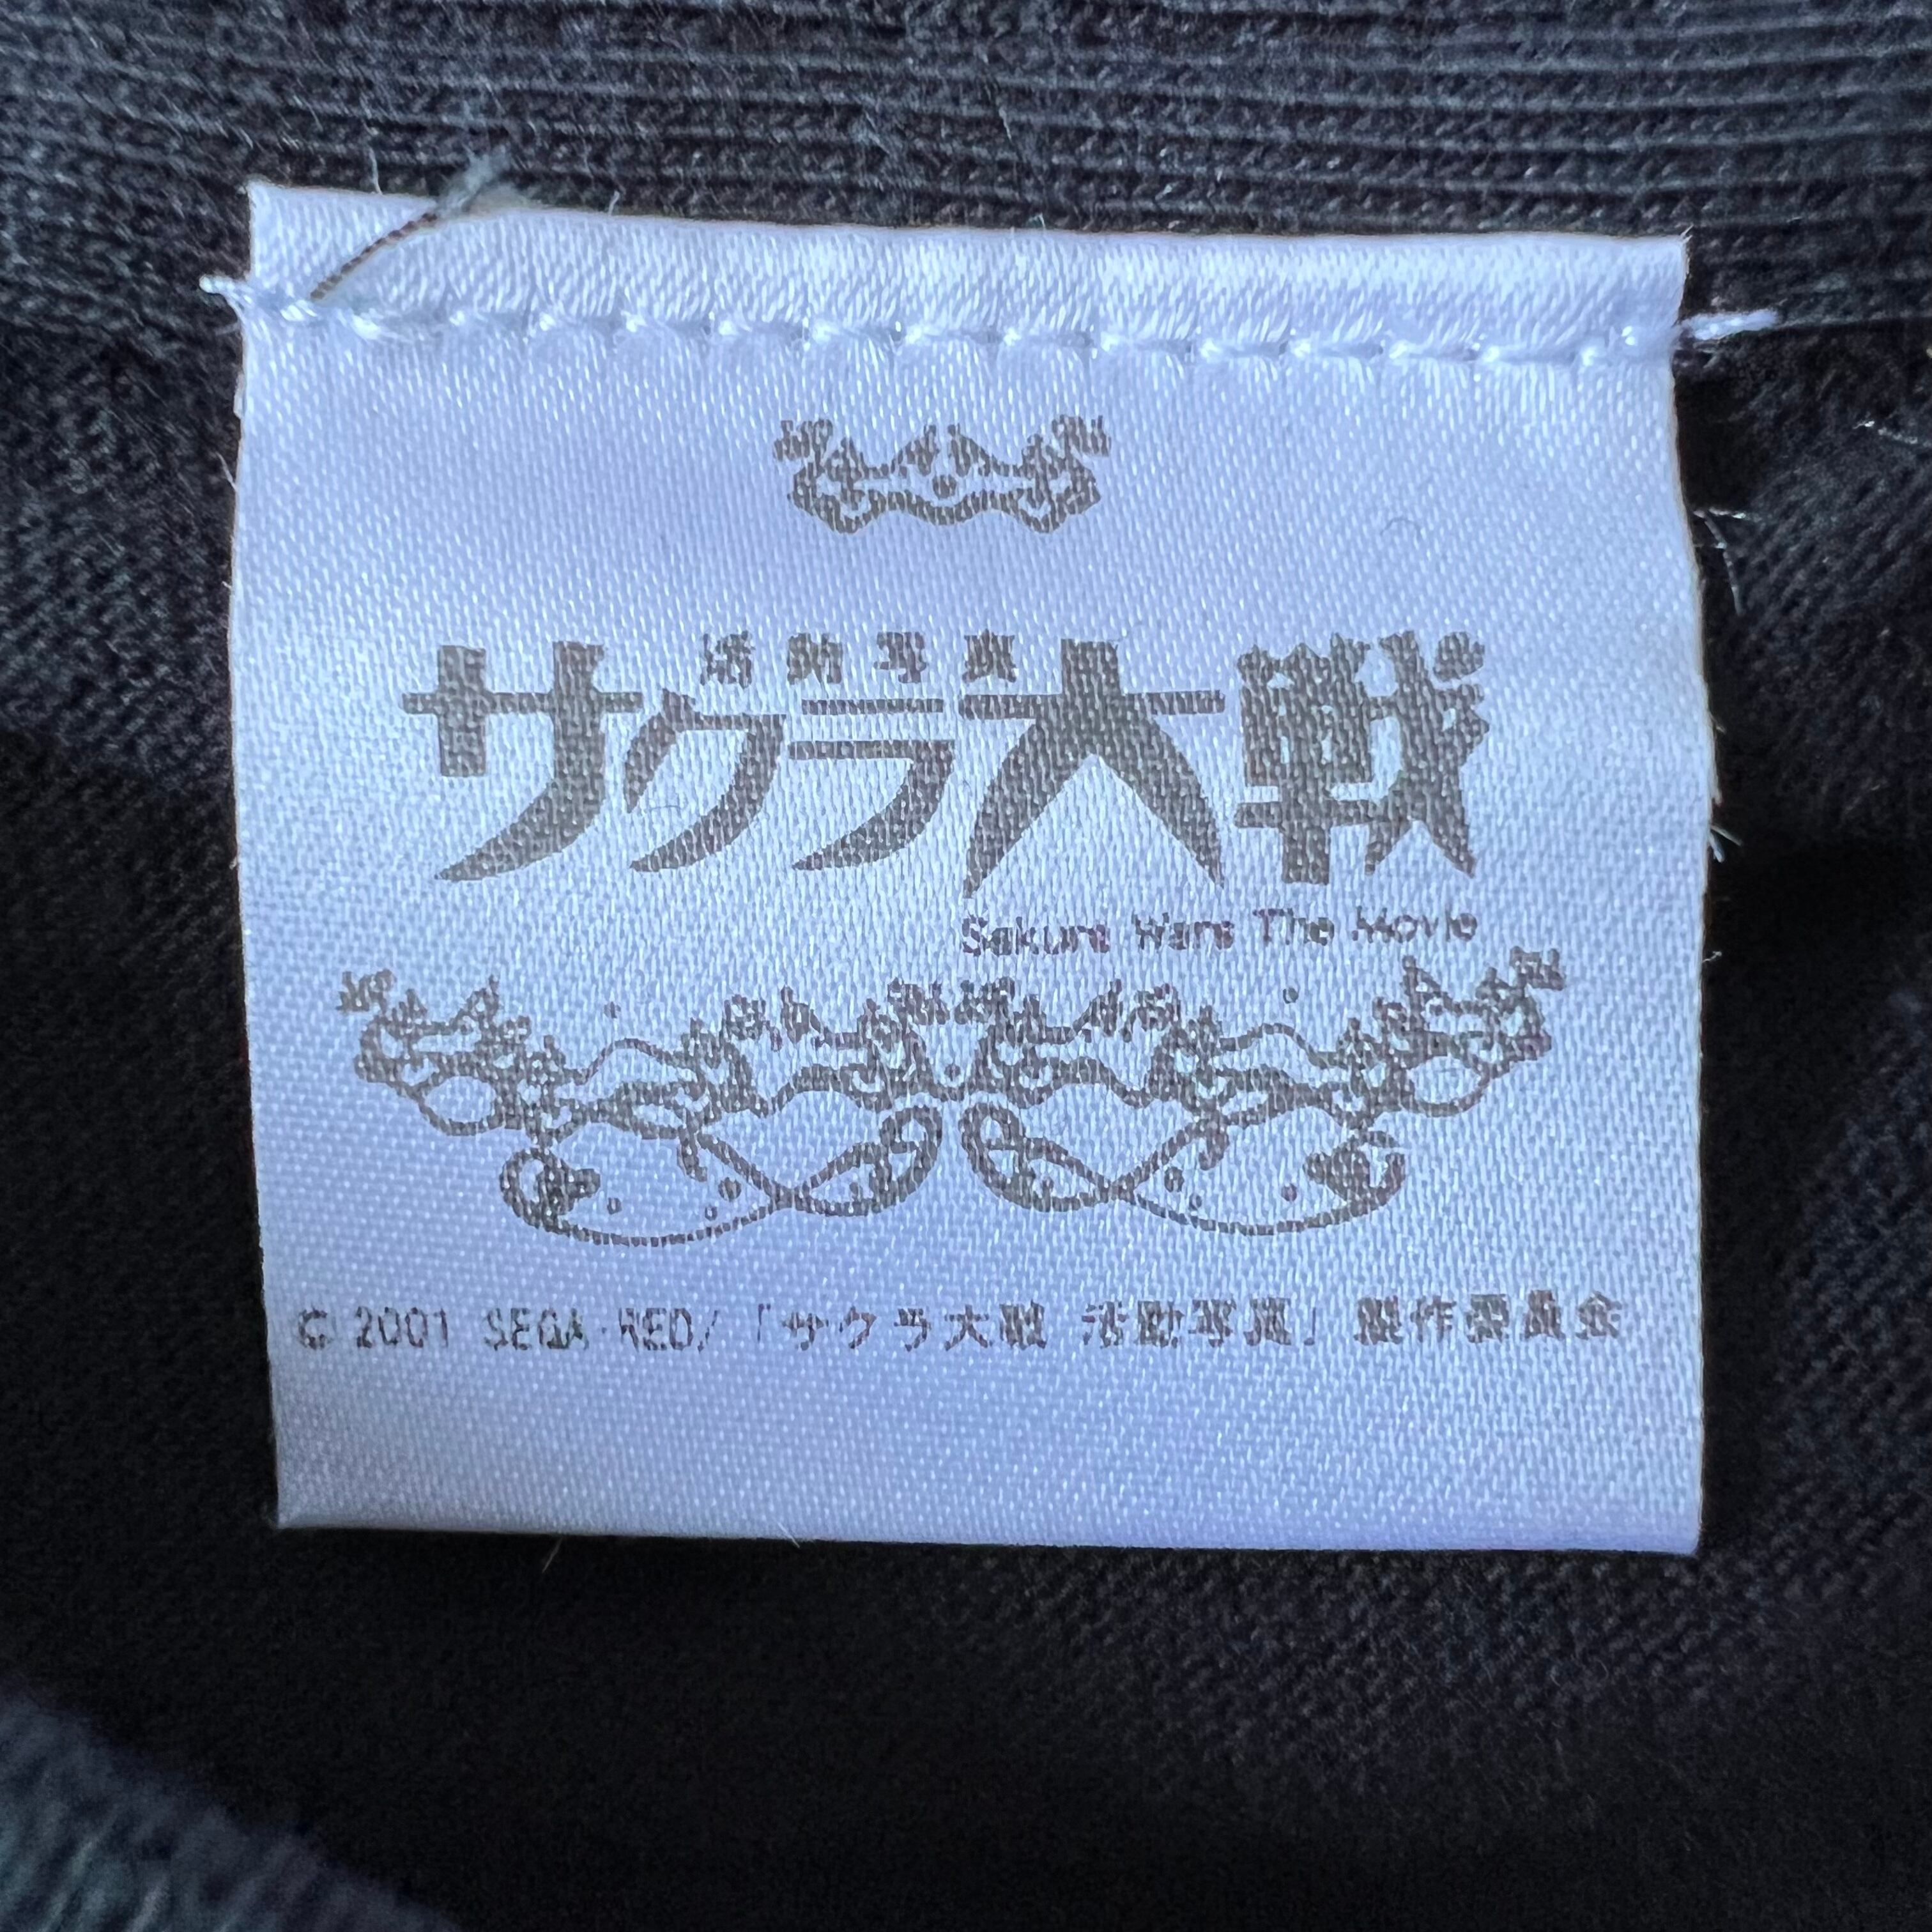 活動写真
サクラ大戦
Sakura Wars The Movie
© 2001 SEGA・RED/「サクラ大戦 活動写真」製作委員会